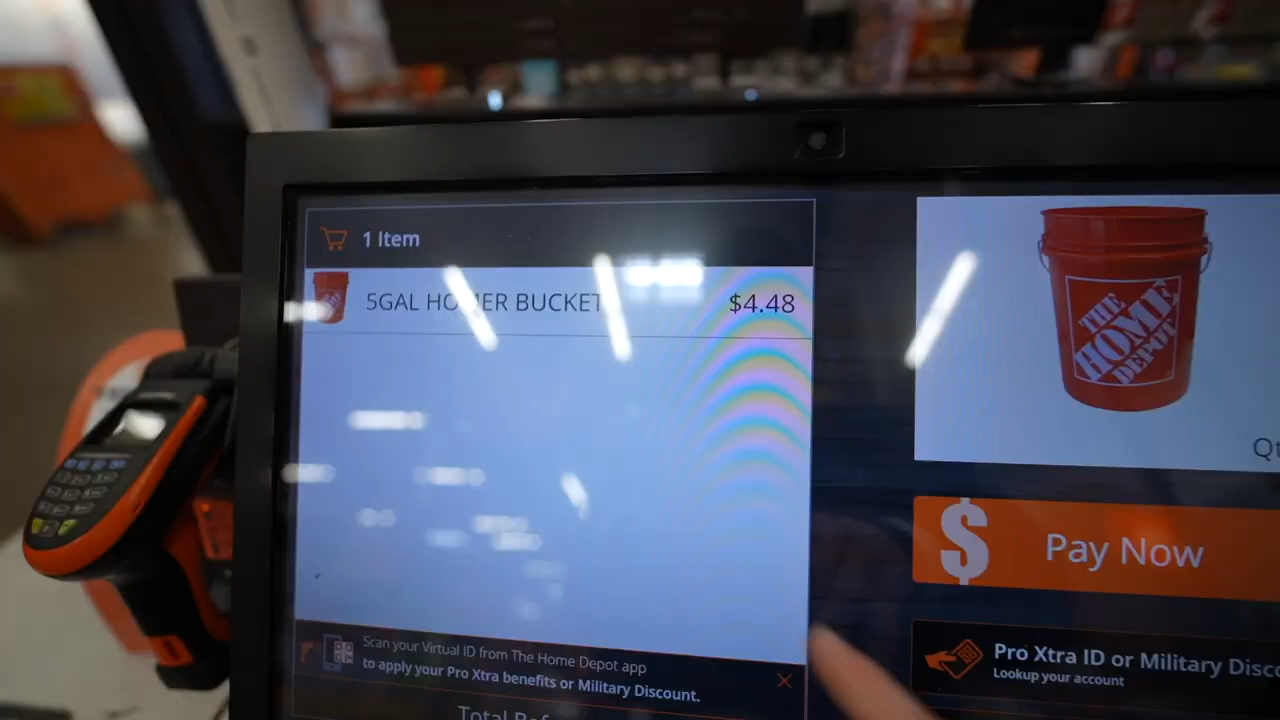 1 Item
5GAL HOMER BUCKET
$4.48
THE
HOME
DEPOT
Pay Now
Scan your Virtual ID from The Home Depot app
to apply your Pro Xtra benefits or Military Discount.
Pro Xtra ID or Military Disc
Lookup your account